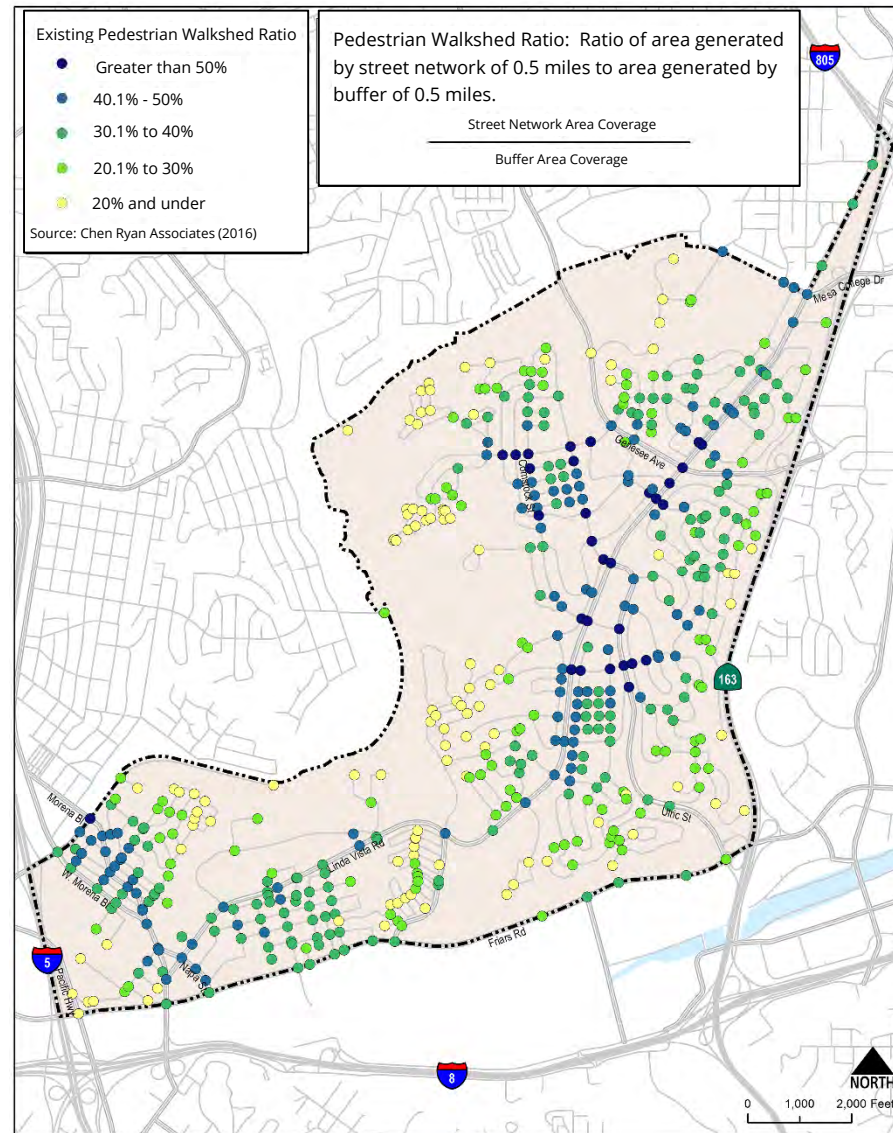 Existing Pedestrian Walkshed Ratio
Greater than 50%
40.1% - 50%
30.1% to 40%
20.1% to 30%
20% and under
Source: Chen Ryan Associates (2016)
Pedestrian Walkshed Ratio: Ratio of area generated
by street network of 0.5 miles to area generated by
buffer of 0.5 miles.
Street Network Area Coverage
Buffer Area Coverage
805
Mesa College Dr
Genesee Ave
Comstock St
163
Morena Bl
W. Morena Bl
Linda Vista Rd
Ulric St
Napa St
Friars Rd
5
Pacific Hwy
8
NORTH
0 1,000 2,000 Feet